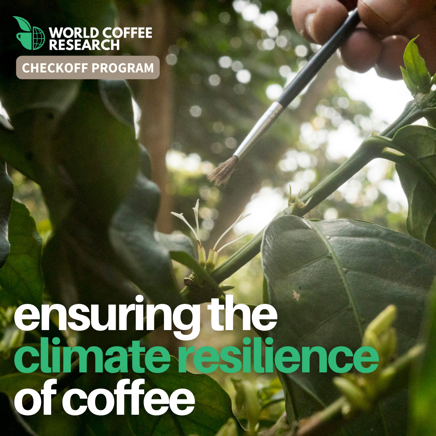 WORLD COFFEE
RESEARCH
CHECKOFF PROGRAM
ensuring the
climate resilience
of coffee